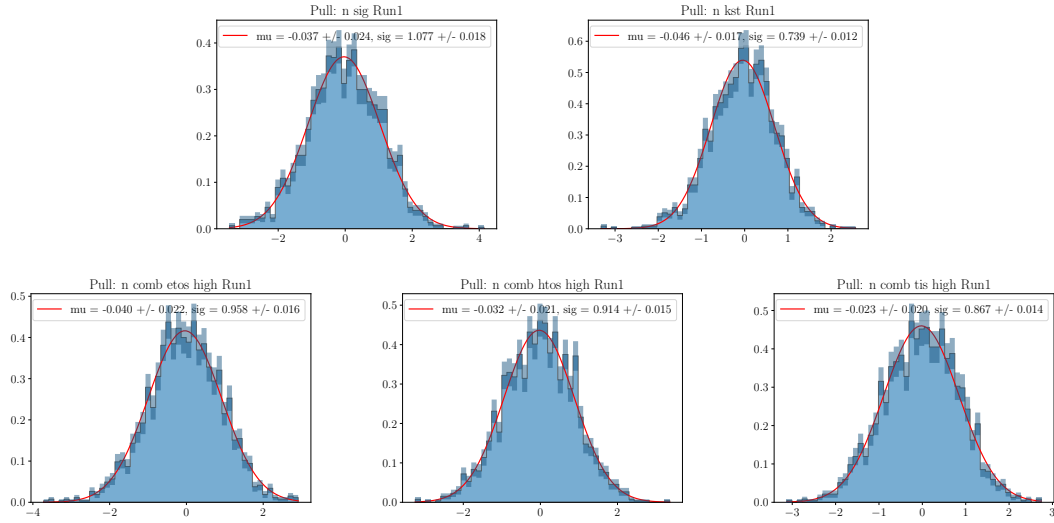 Pull: n sig Run1
mu = -0.037 +/- 0.024, sig = 1.077 +/- 0.018
0.4
0.3
0.2
0.1
0.0
−2 0 2 4
Pull: n kst Run1
mu = -0.046 +/- 0.017, sig = 0.739 +/- 0.012
0.6
0.5
0.4
0.3
0.2
0.1
0.0
−3 −2 −1 0 1 2
Pull: n comb etos high Run1
mu = -0.040 +/- 0.022, sig = 0.958 +/- 0.016
0.5
0.4
0.3
0.2
0.1
0.0
−4 −2 0 2
Pull: n comb htos high Run1
mu = -0.032 +/- 0.021, sig = 0.914 +/- 0.015
0.5
0.4
0.3
0.2
0.1
0.0
−2 0 2
Pull: n comb tis high Run1
mu = -0.023 +/- 0.020, sig = 0.867 +/- 0.014
0.5
0.4
0.3
0.2
0.1
0.0
−3 −2 −1 0 1 2 3